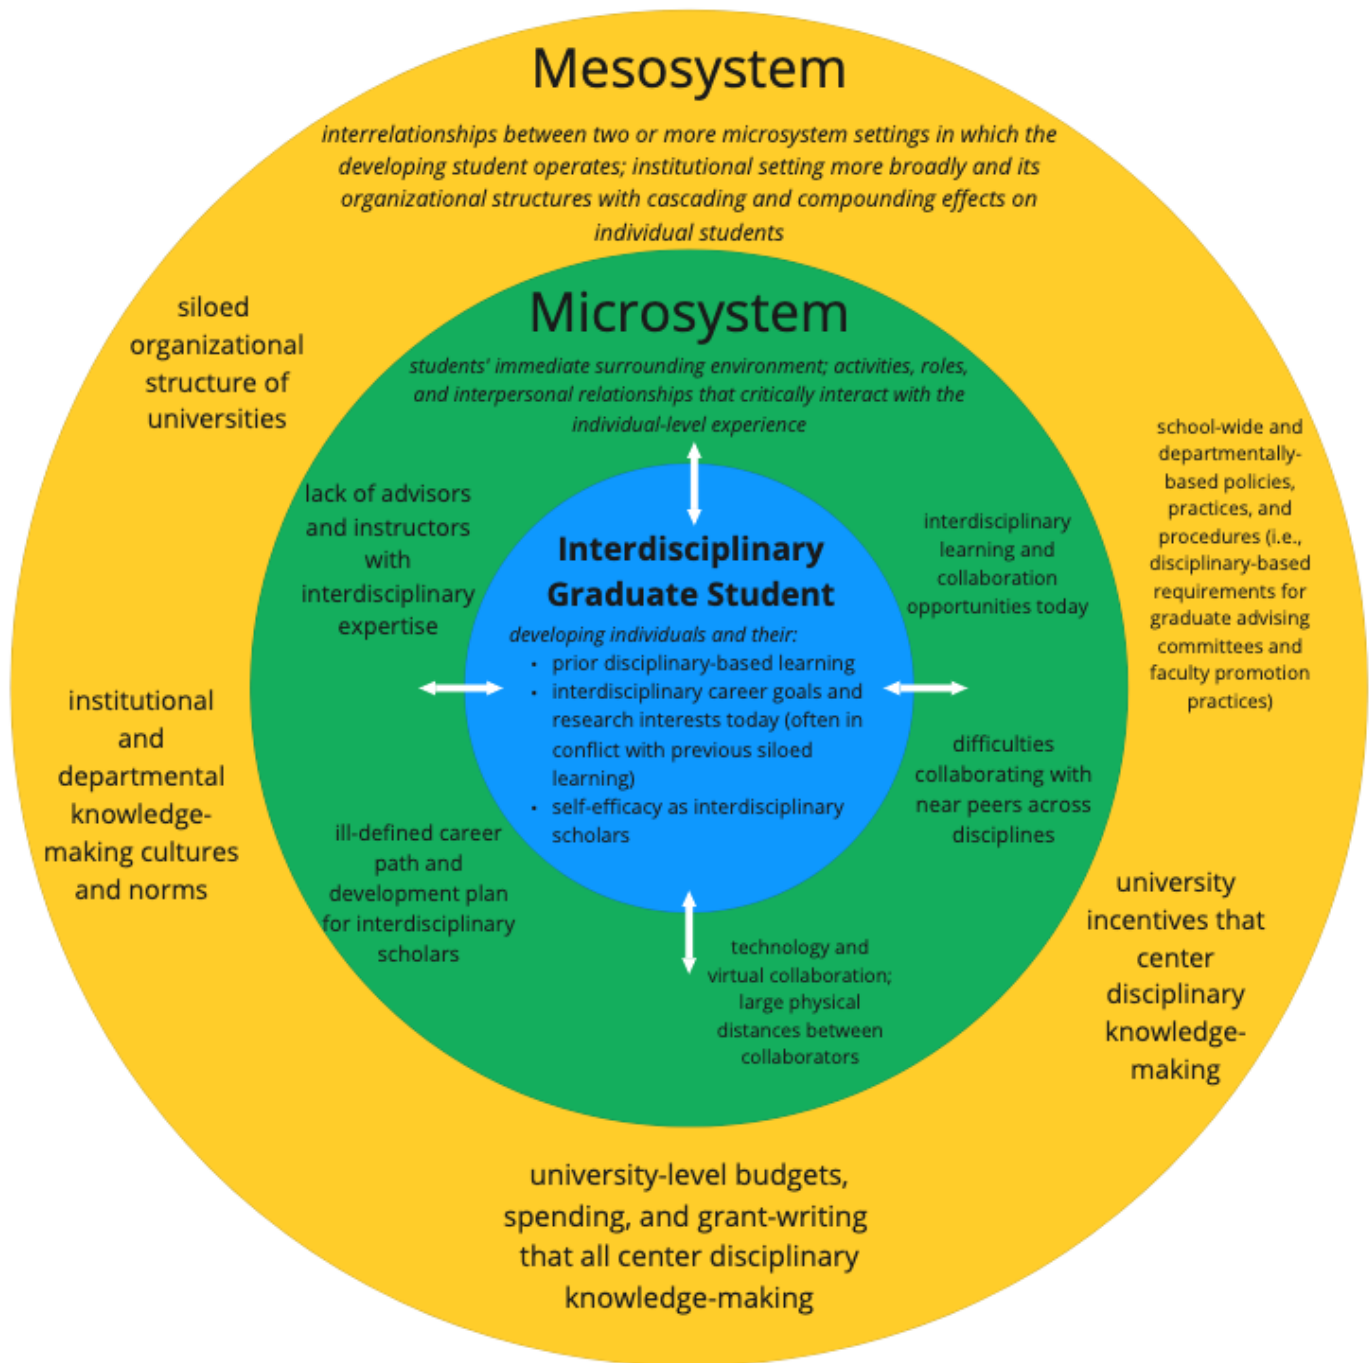 Mesosystem
interrelationships between two or more microsystem settings in which the
developing student operates; institutional setting more broadly and its
organizational structures with cascading and compounding effects on
individual students
siloed
organizational
structure of
universities
institutional
and
departmental
knowledge-
making cultures
and norms
school-wide and
departmentally-
based policies,
practices, and
procedures (i.e.,
disciplinary-based
requirements for
graduate advising
committees and
faculty promotion
practices)
university
incentives that
center
disciplinary
knowledge-
making
university-level budgets,
spending, and grant-writing
that all center disciplinary
knowledge-making
Microsystem
students' immediate surrounding environment; activities, roles,
and interpersonal relationships that critically interact with the
individual-level experience
lack of advisors
and instructors
with
interdisciplinary
expertise
interdisciplinary
learning and
collaboration
opportunities today
difficulties
collaborating with
near peers across
disciplines
ill-defined career
path and
development plan
for interdisciplinary
scholars
technology and
virtual collaboration;
large physical
distances between
collaborators
Interdisciplinary
Graduate Student
developing individuals and their:
• prior disciplinary-based learning
• interdisciplinary career goals and
research interests today (often in
conflict with previous siloed
learning)
• self-efficacy as interdisciplinary
scholars